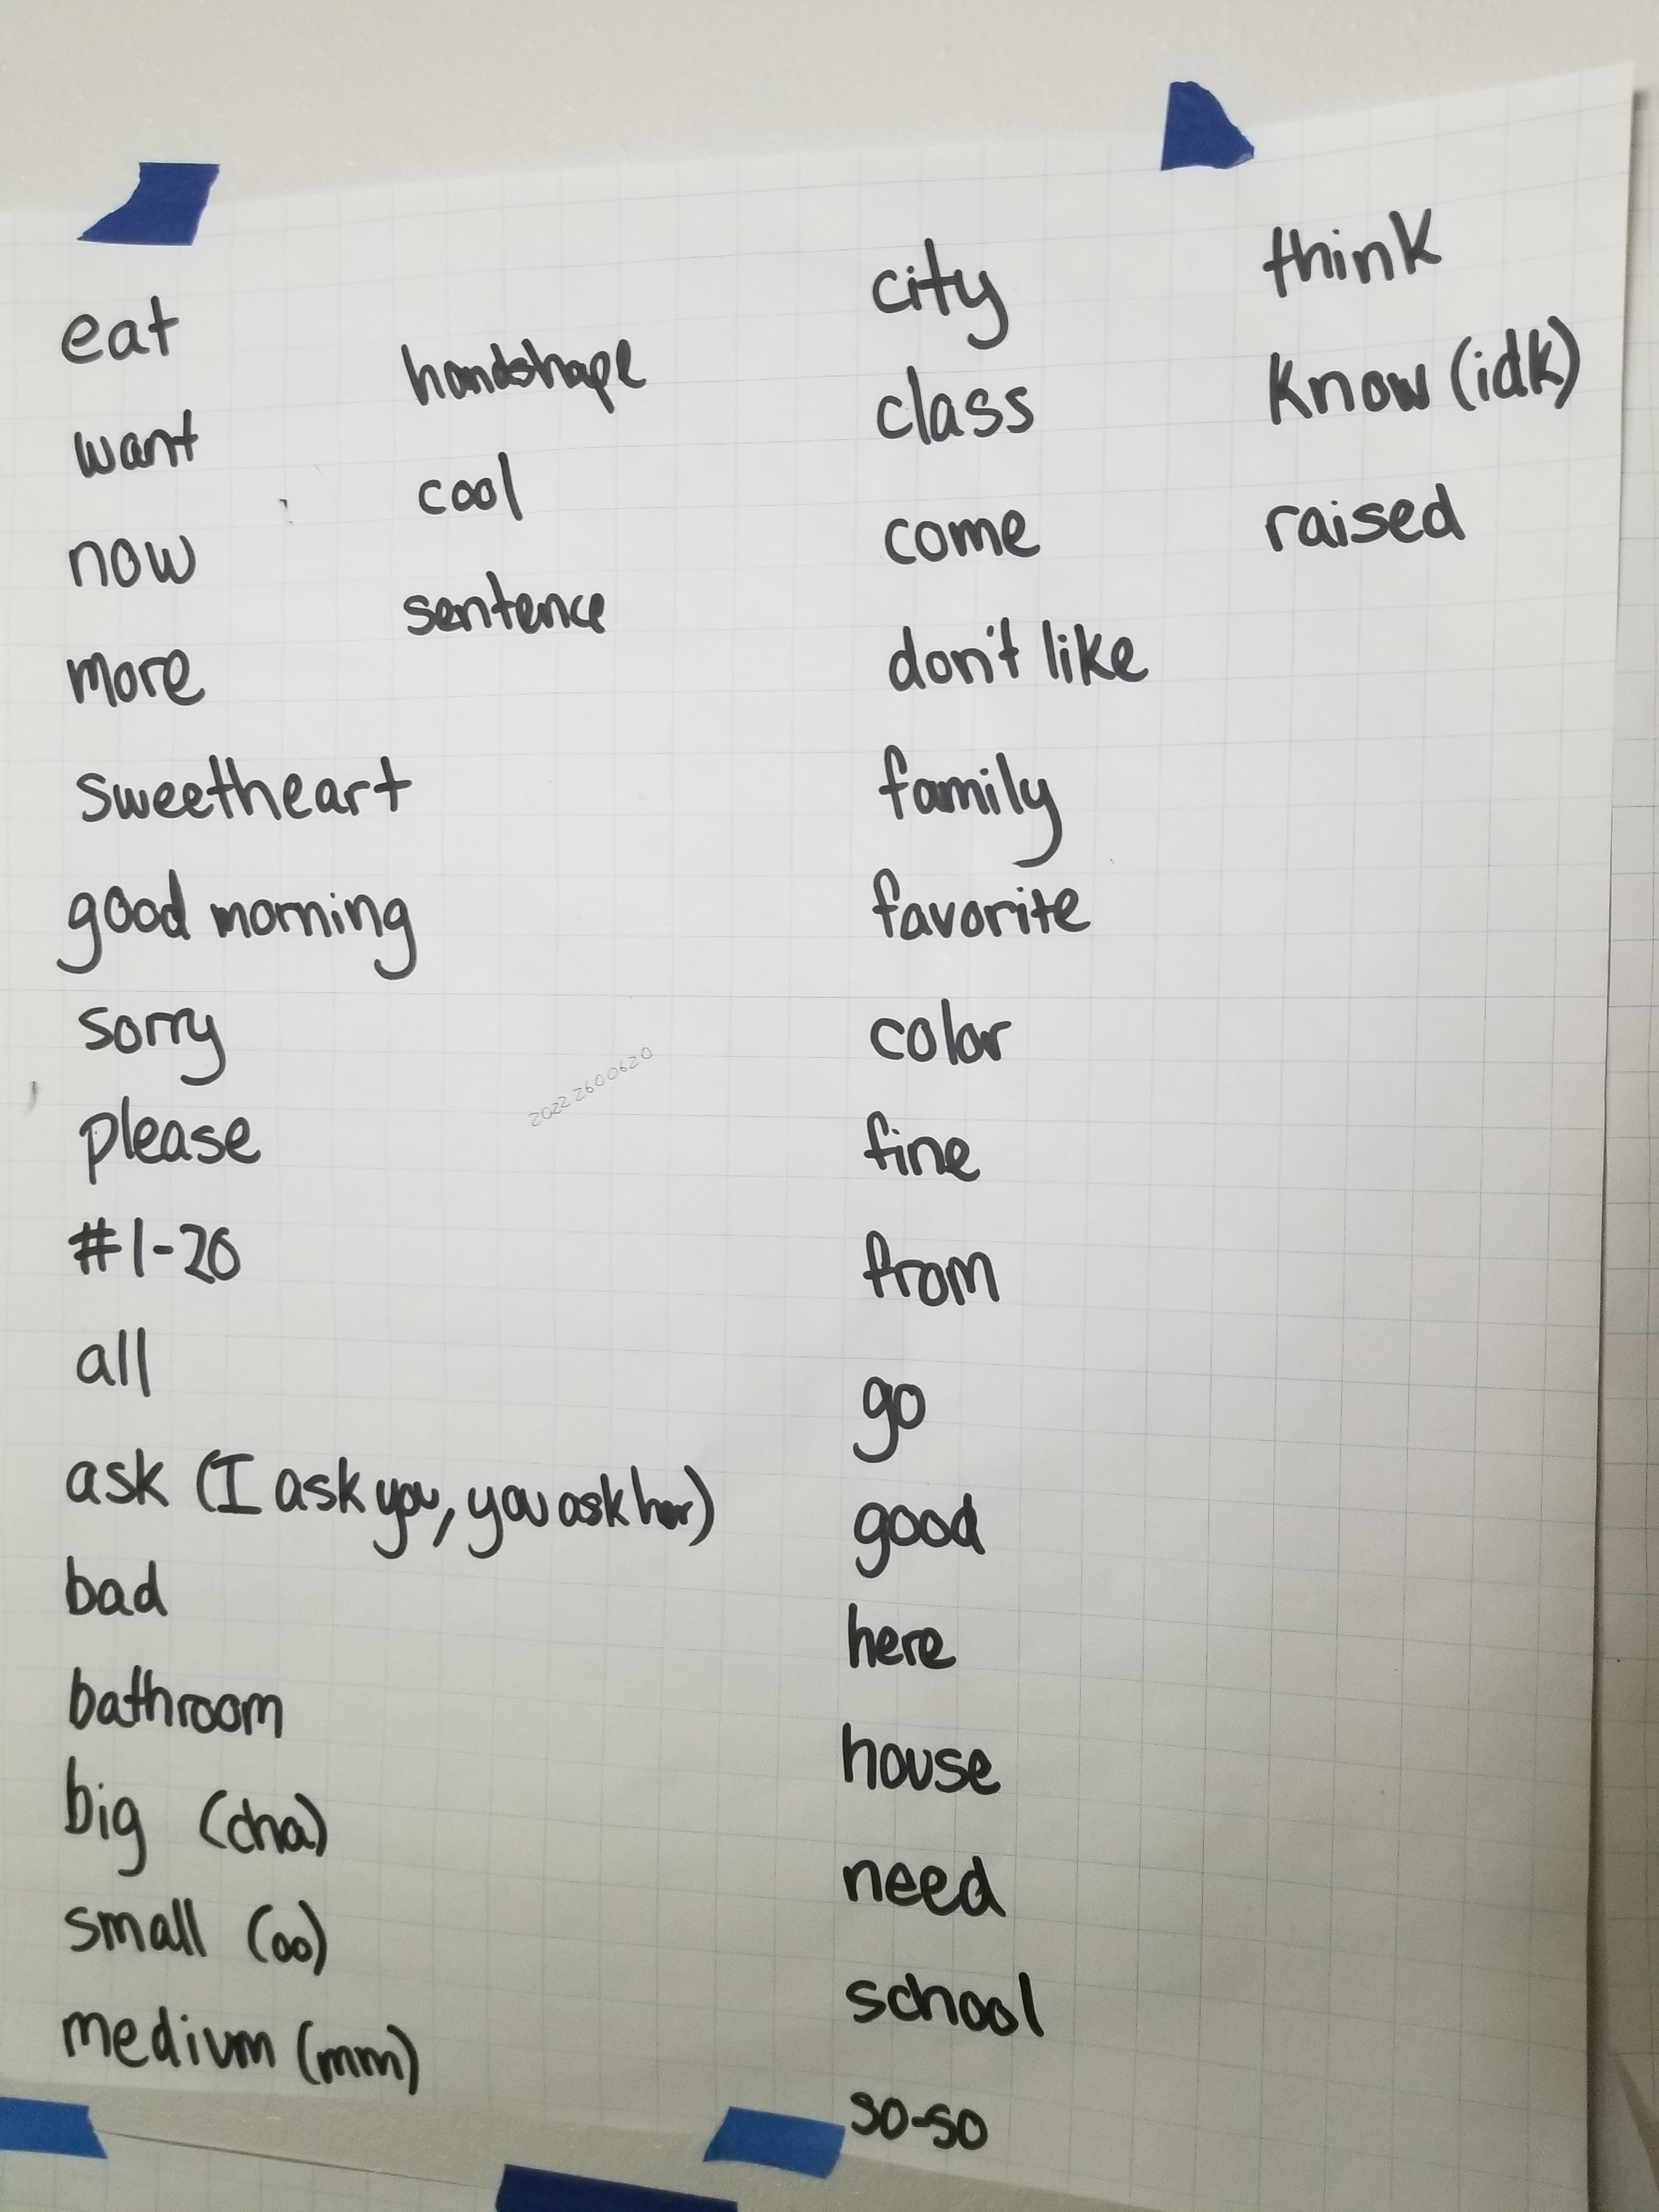 eat
want
now
more
sweetheart
good morning
sorry
please
#1-20
all
ask (I ask you, you ask her)
bad
bathroom
big (cha)
small (oo)
medium (mm)
handshape
cool
sentence
2022 2600620
city
class
come
don't like
family
favorite
color
fine
from
go
good
here
house
need
school
so-so
think
know (idk)
raised